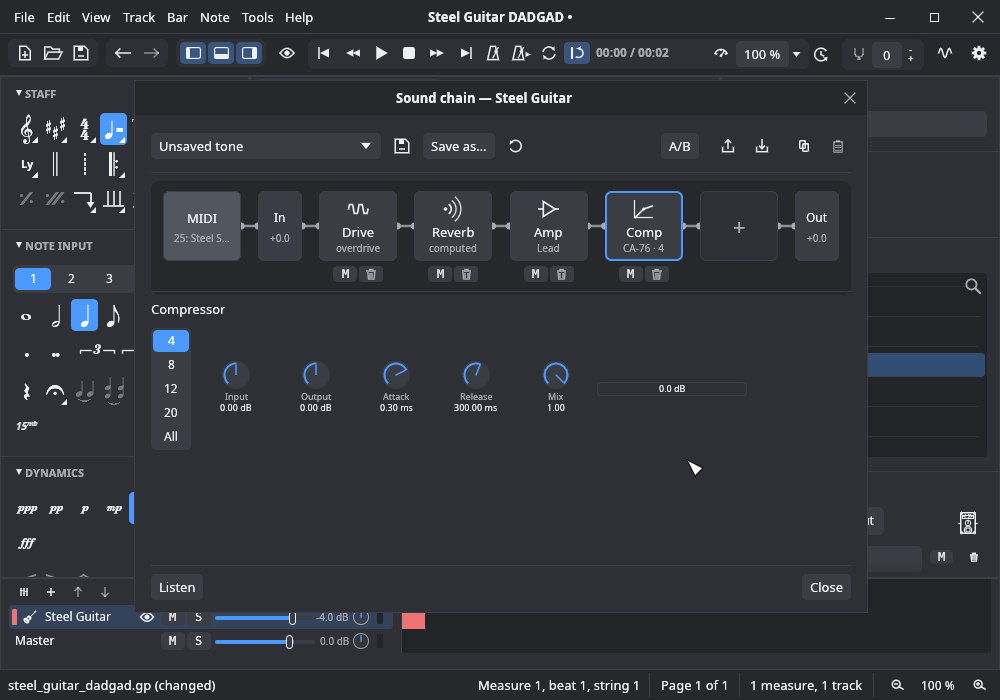 File Edit View Track Bar Note Tools Help
Steel Guitar DADGAD •
00:00 / 00:02
100 %
0
STAFF
Sound chain — Steel Guitar
Unsaved tone
Save as...
A/B
Ly
MIDI
25: Steel S...
In
+0.0
Drive
overdrive
Reverb
computed
Amp
Lead
Comp
CA-76 · 4
+
Out
+0.0
M
M
M
M
NOTE INPUT
1 2 3
Compressor
4
8
12
20
All
Input
0.00 dB
Output
0.00 dB
Attack
0.30 ms
Release
300.00 ms
Mix
1.00
0.0 dB
3
15mb
DYNAMICS
ppp pp p mp
fff
M
Listen
Close
Steel Guitar
M S
-4.0 dB
Master
M S
0.0 dB
steel_guitar_dadgad.gp (changed)
Measure 1, beat 1, string 1
Page 1 of 1
1 measure, 1 track
100 %